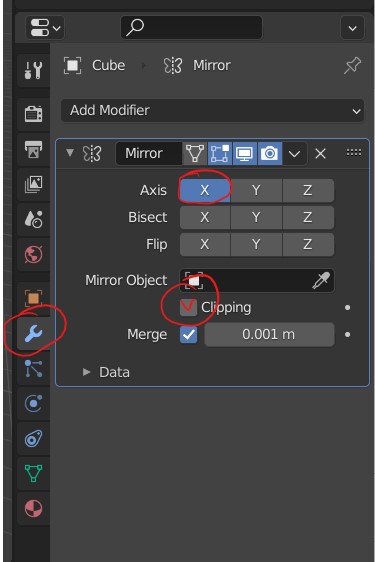 Cube Mirror
Add Modifier
Mirror
Axis X Y Z
Bisect X Y Z
Flip X Y Z
Mirror Object
Clipping
Merge 0.001 m
Data